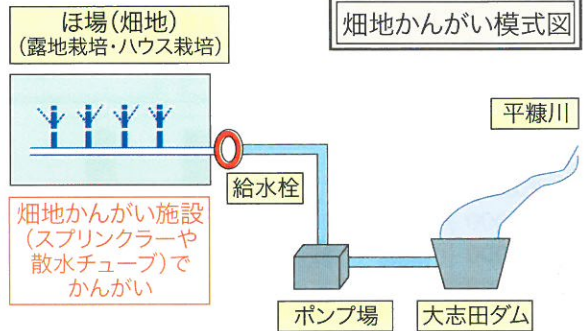 畑地かんがい模式図
ほ場(畑地)
(露地栽培・ハウス栽培)
平糠川
給水栓
畑地かんがい施設
(スプリンクラーや
散水チューブ)で
かんがい
ポンプ場
大志田ダム